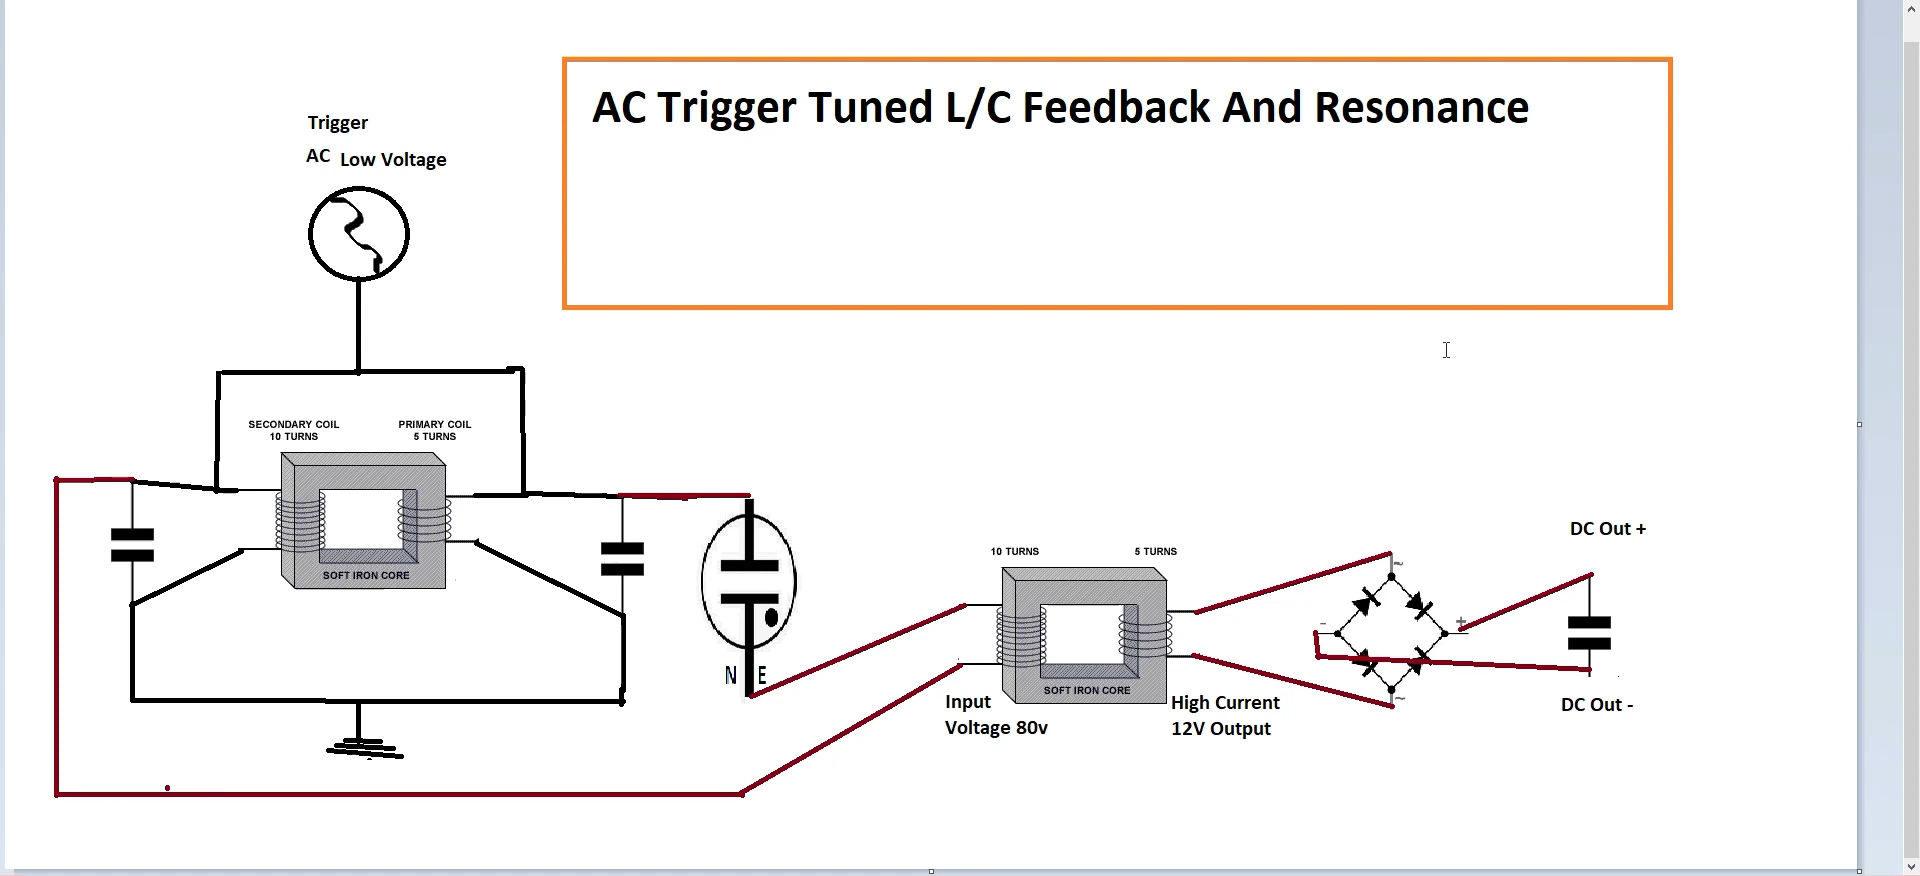 AC Trigger Tuned L/C Feedback And Resonance
Trigger
AC Low Voltage
SECONDARY COIL
10 TURNS
PRIMARY COIL
5 TURNS
SOFT IRON CORE
N E
10 TURNS
5 TURNS
SOFT IRON CORE
Input
Voltage 80v
High Current
12V Output
~
-
+
~
DC Out +
DC Out -